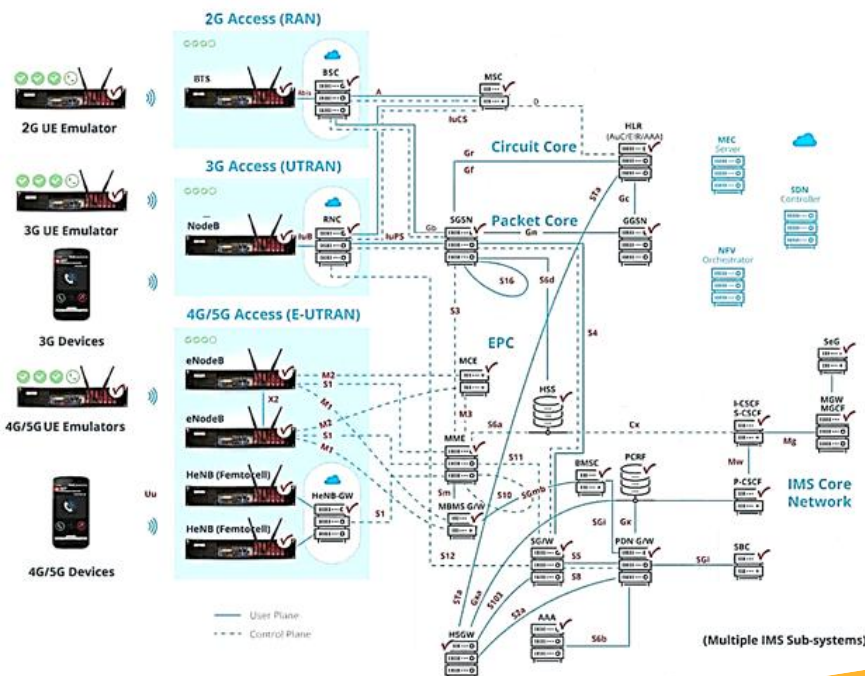 2G Access (RAN)
BTS
BSC
Abis
A
MSC
D
IuCS
2G UE Emulator
HLR
(AuC/EIR/AAA)
Circuit Core
Gr
Gf
STa
Gc
MEC
Server
SDN
Controller
NFV
Orchestrator
3G Access (UTRAN)
NodeB
RNC
IuB
IuPS
Gb
SGSN
Packet Core
Gn
GGSN
3G UE Emulator
3G Devices
S16
S6d
S3
S4
4G/5G Access (E-UTRAN)
eNodeB
M2
S1
X2
M1
eNodeB
M2
S1
M1
4G/5G UE Emulators
EPC
MCE
M3
HSS
S6a
Cx
SeG
MGW
MGCF
I-CSCF
S-CSCF
Mg
Mw
MME
S11
S10
Sm
SGmb
BMSC
PCRF
P-CSCF
IMS Core
Network
MBMS G/W
SGi
Gx
HeNB (Femtocell)
HeNB-GW
S1
HeNB (Femtocell)
Uu
4G/5G Devices
S12
SG/W
S5
S8
PDN G/W
SGi
SBC
STa
Gxa
S103
S2a
HSGW
AAA
S6b
User Plane
Control Plane
(Multiple IMS Sub-systems)